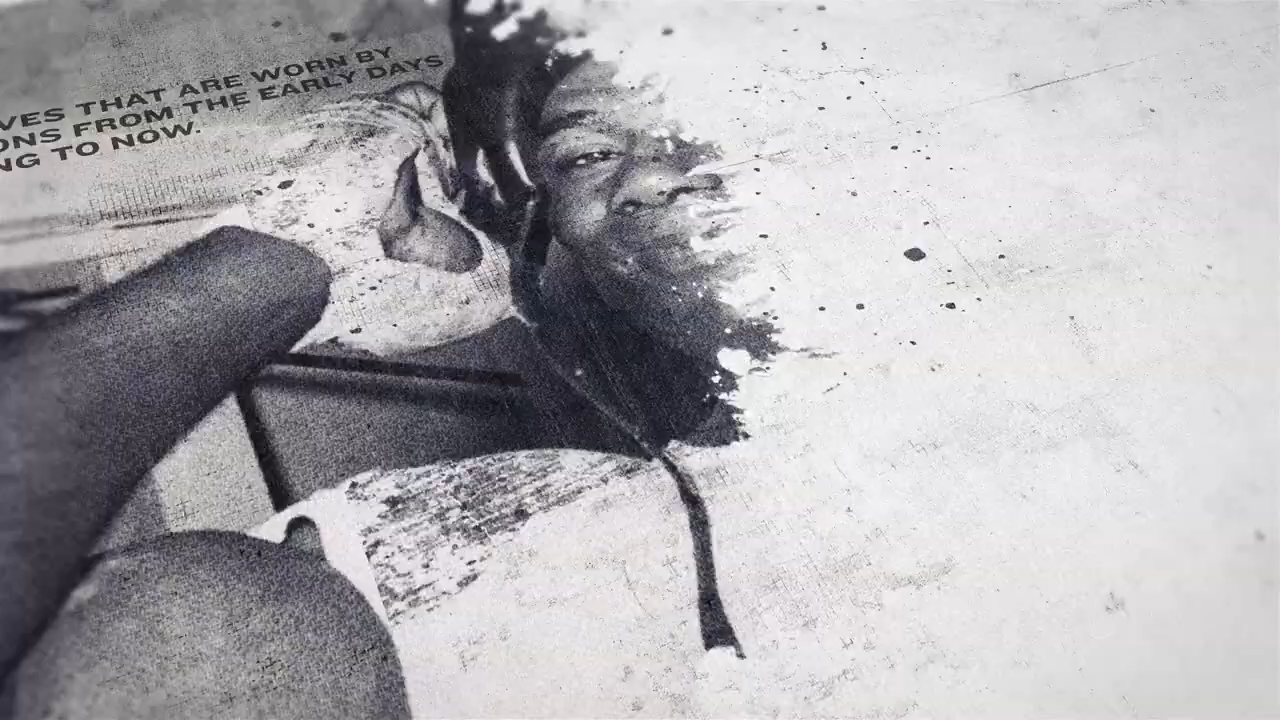 VES THAT ARE WORN BY
ONS FROM THE EARLY DAYS
NG TO NOW.